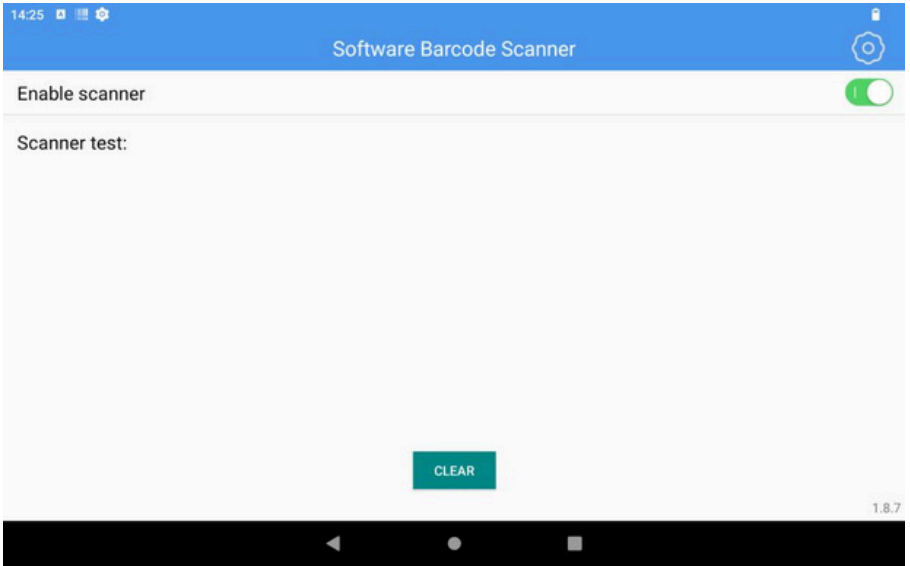 14:25
Software Barcode Scanner
Enable scanner
Scanner test:
CLEAR
1.8.7